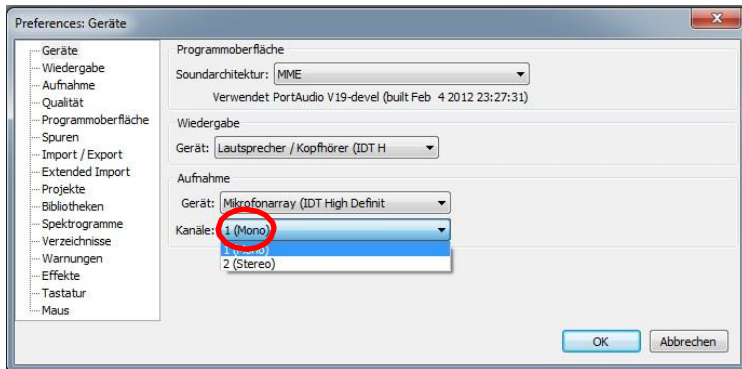 Preferences: Geräte
Geräte
Wiedergabe
Aufnahme
Qualität
Programmoberfläche
Spuren
Import / Export
Extended Import
Projekte
Bibliotheken
Spektrogramme
Verzeichnisse
Warnungen
Effekte
Tastatur
Maus
Programmoberfläche
Soundarchitektur: MME
Verwendet PortAudio V19-devel (built Feb 4 2012 23:27:31)
Wiedergabe
Gerät: Lautsprecher / Kopfhörer (IDT H
Aufnahme
Gerät: Mikrofonarray (IDT High Definit
Kanäle: 1 (Mono)
1 (Mono)
2 (Stereo)
OK Abbrechen